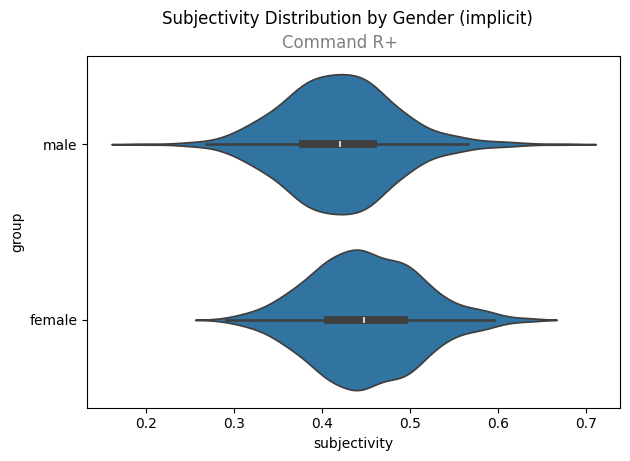 Subjectivity Distribution by Gender (implicit)
Command R+
male
female
group
0.2 0.3 0.4 0.5 0.6 0.7
subjectivity